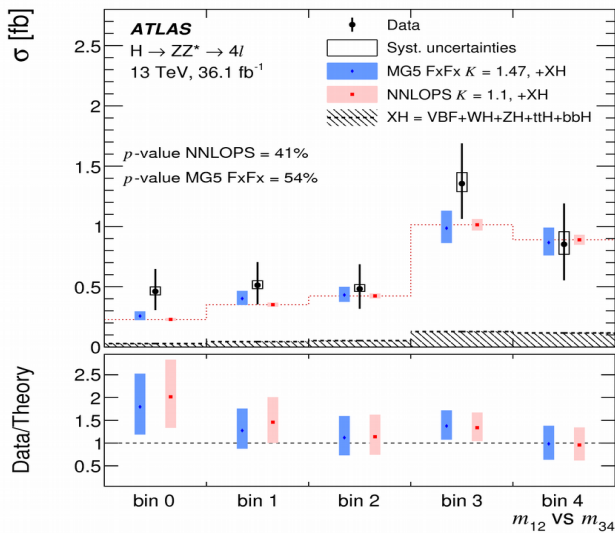 σ [fb]
2.5
2
1.5
1
0.5
0
ATLAS
H → ZZ* → 4l
13 TeV, 36.1 fb⁻¹
p-value NNLOPS = 41%
p-value MG5 FxFx = 54%
Data
Syst. uncertainties
MG5 FxFx K = 1.47, +XH
NNLOPS K = 1.1, +XH
XH = VBF+WH+ZH+ttH+bbH
Data/Theory
2.5
2
1.5
1
0.5
bin 0 bin 1 bin 2 bin 3 bin 4
m₁₂ VS m₃₄